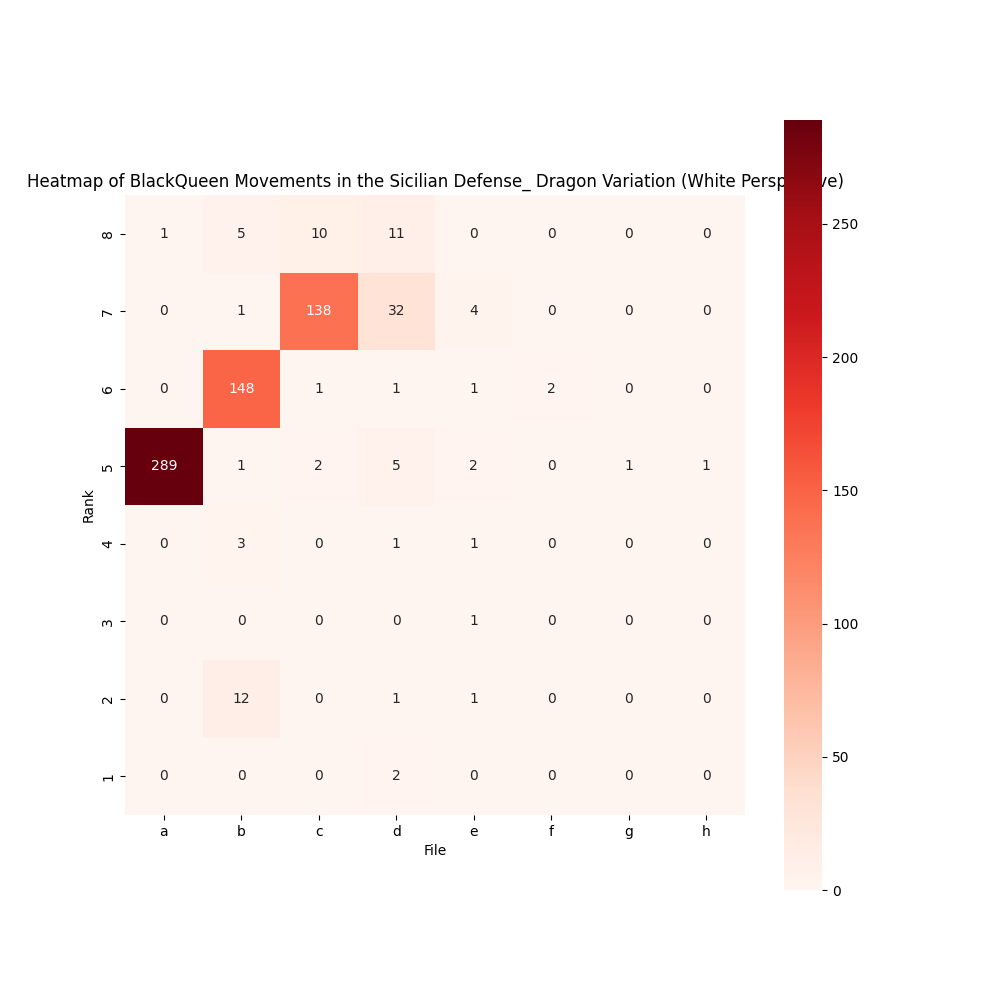 Heatmap of BlackQueen Movements in the Sicilian Defense_ Dragon Variation (White Persp ve)
8 1 5 10 11 0 0 0 0
7 0 1 138 32 4 0 0 0
6 0 148 1 1 1 2 0 0
5 289 1 2 5 2 0 1 1
4 0 3 0 1 1 0 0 0
3 0 0 0 0 1 0 0 0
2 0 12 0 1 1 0 0 0
1 0 0 0 2 0 0 0 0
a b c d e f g h
File
Rank
250
200
150
100
50
0